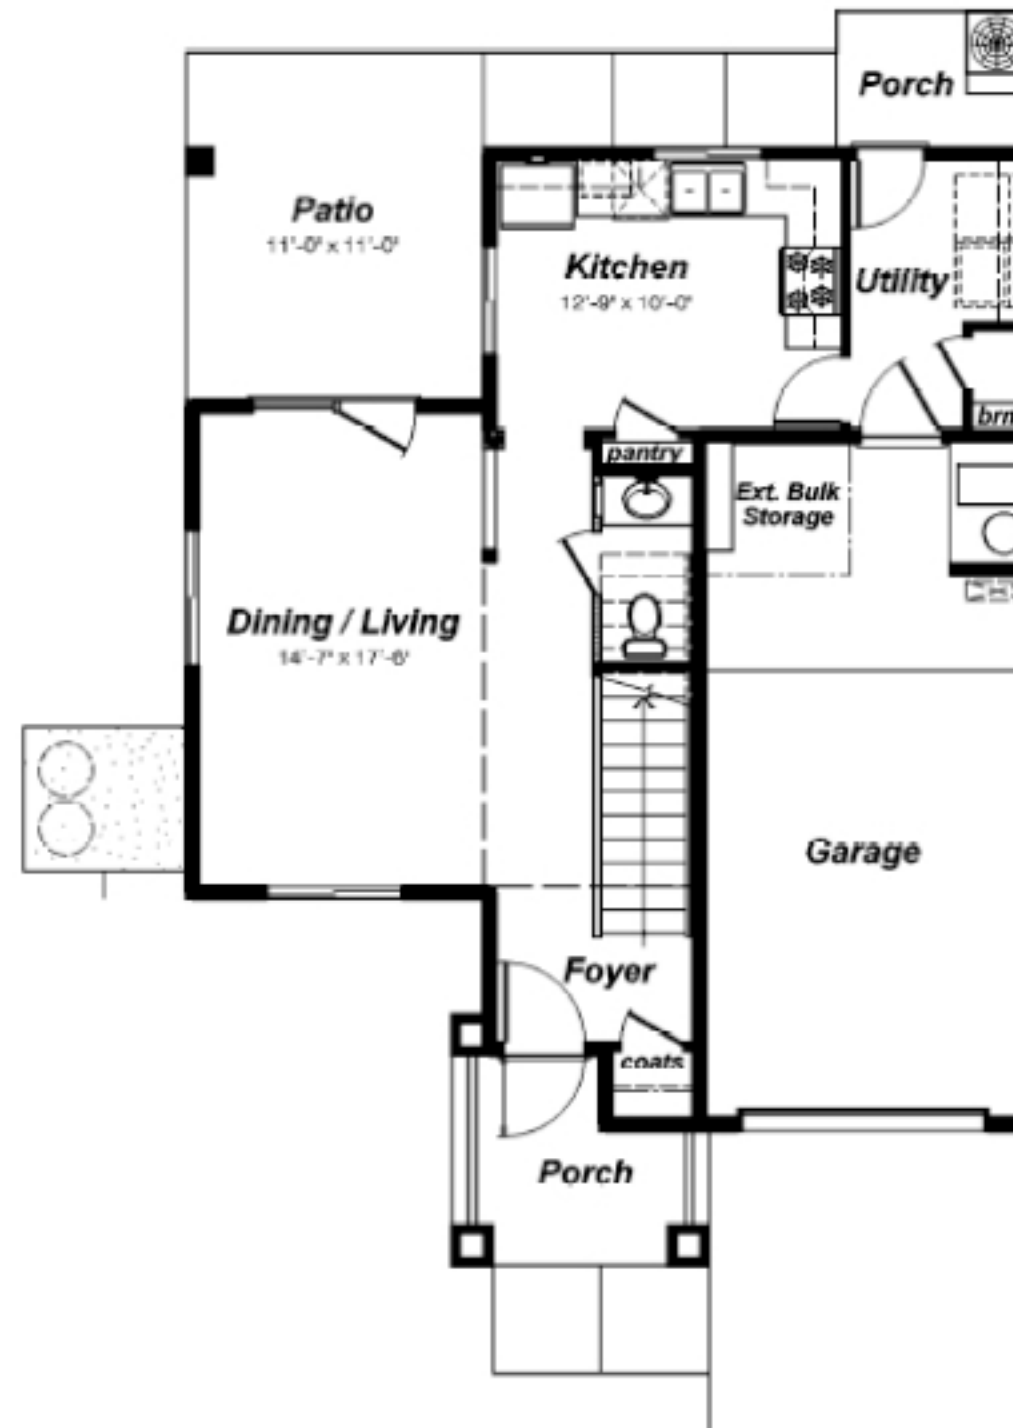 Porch
Patio
11'-0" x 11'-0"
Kitchen
12'-9" x 10'-0"
Utility
brm
pantry
Ext. Bulk
Storage
Dining / Living
14'-7" x 17'-6"
Garage
Foyer
coats
Porch